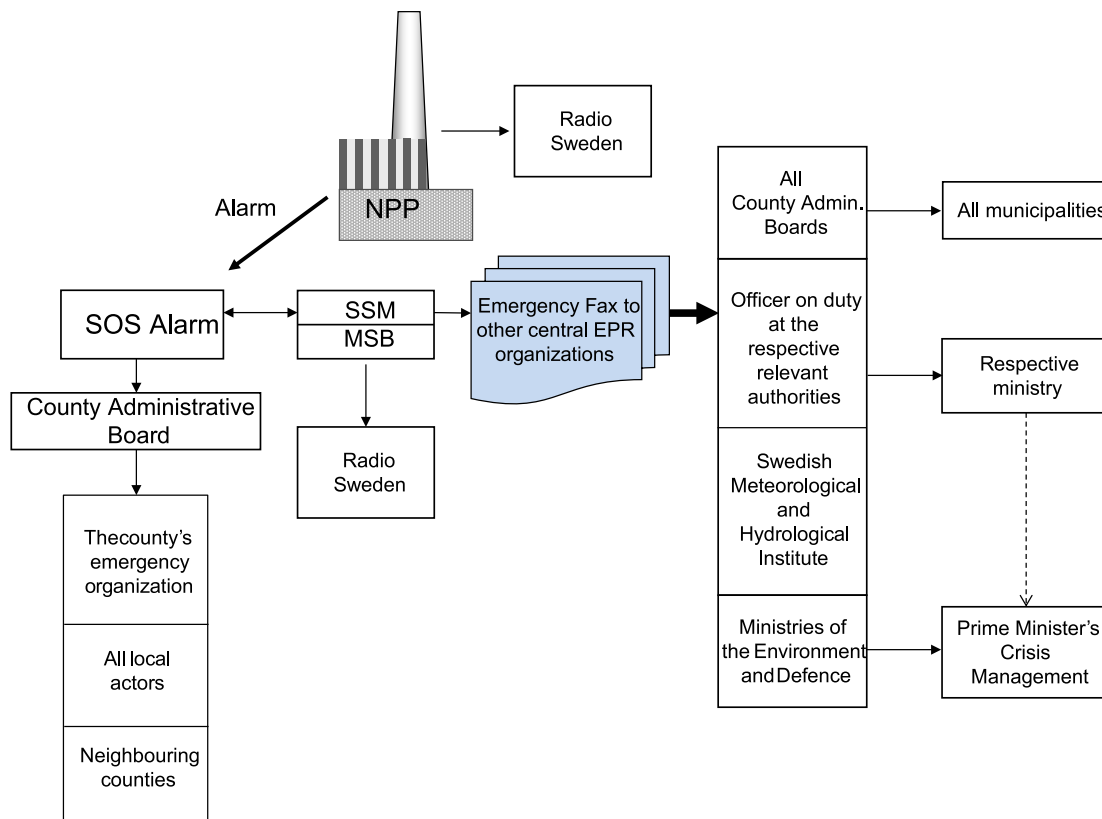 Radio
Sweden
NPP
Alarm
SOS Alarm
SSM
MSB
Emergency Fax to
other central EPR
organizations
County Administrative
Board
Radio
Sweden
Thecounty's
emergency
organization
All local
actors
Neighbouring
counties
All
County Admin.
Boards
Officer on duty
at the
respective
relevant
authorities
Swedish
Meteorological
and
Hydrological
Institute
Ministries of
the Environment
and Defence
All municipalities
Respective
ministry
Prime Minister's
Crisis
Management